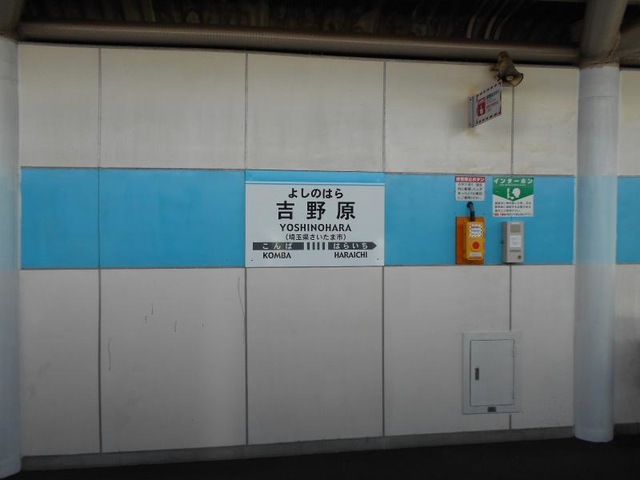 よしのはら
吉野原
YOSHINOHARA
(埼玉県さいたま市)
こんば はらいち
KOMBA HARAICHI
インターホン